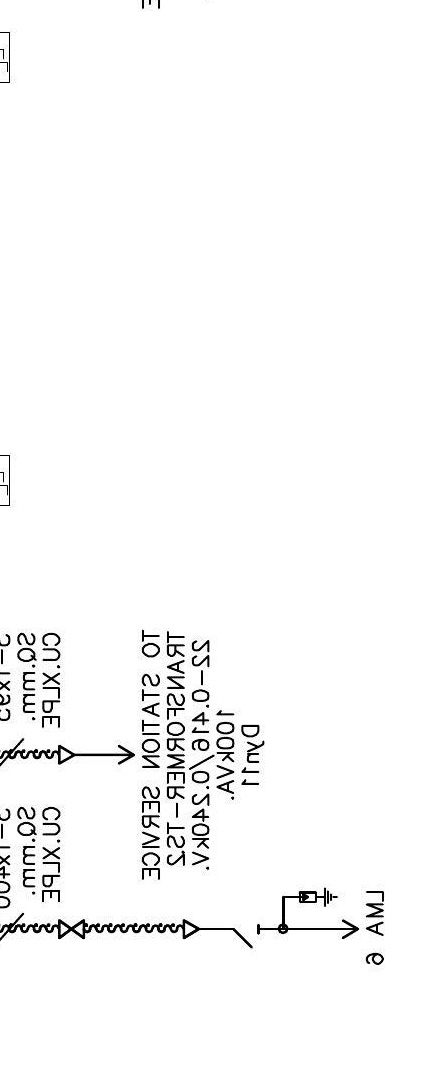 CU.XLPE
SQ.mm.
TO STATION SERVICE
TRANSFORMER-TS2
22-0.416/0.240kV.
100kVA.
Dyn11
CU.XLPE
SQ.mm.
LMA 6